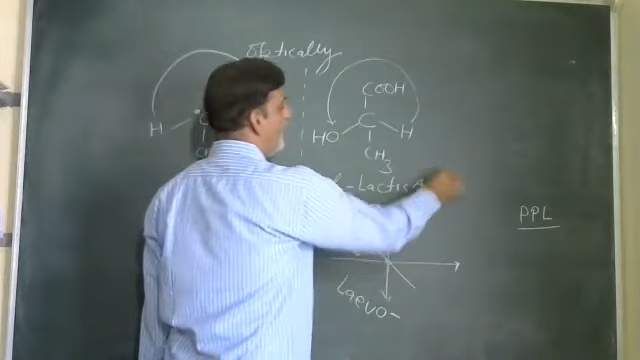 Optically
COOH
H C HO C H
CH3
-Lactic
PPL
Laevo-